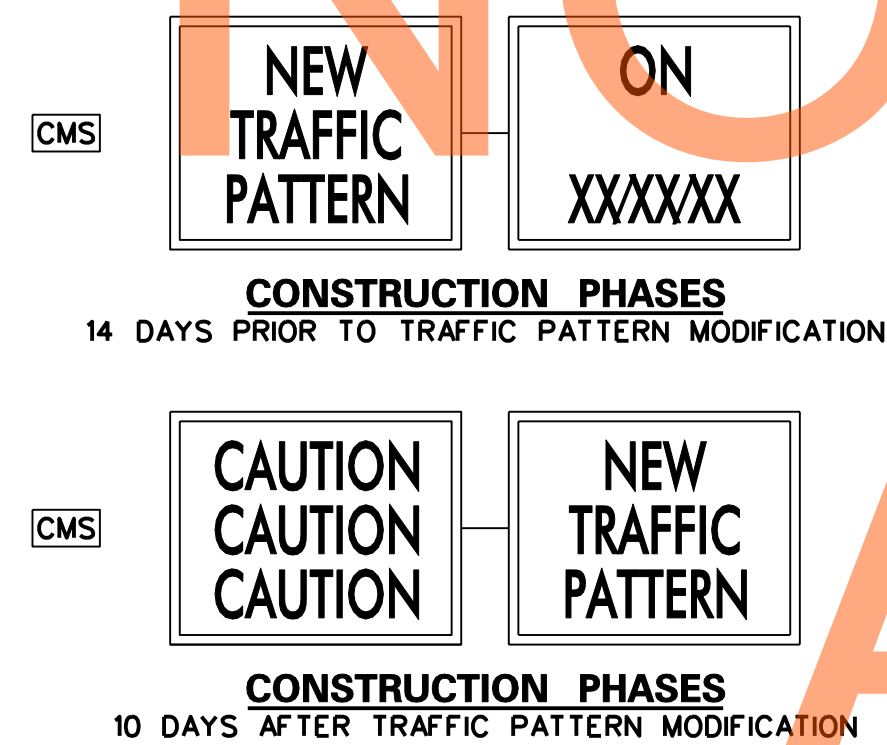 CMS
NEW
TRAFFIC
PATTERN
ON
XX/XX/XX
CONSTRUCTION PHASES
14 DAYS PRIOR TO TRAFFIC PATTERN MODIFICATION
CMS
CAUTION
CAUTION
CAUTION
NEW
TRAFFIC
PATTERN
CONSTRUCTION PHASES
10 DAYS AFTER TRAFFIC PATTERN MODIFICATION